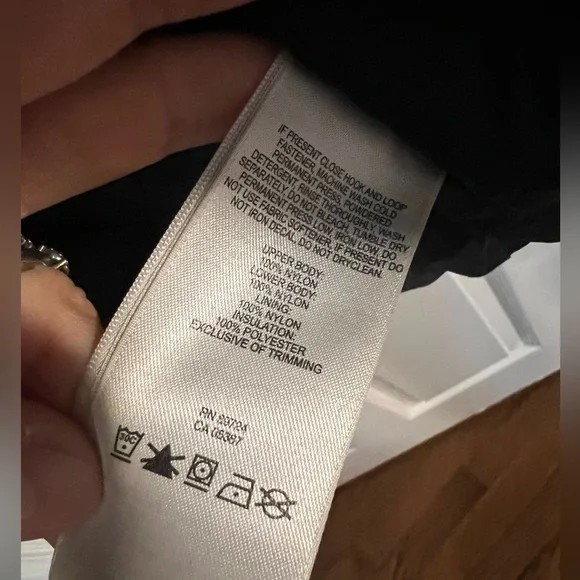 IF PRESENT CLOSE HOOK AND LOOP
FASTENER, MACHINE WASH COLD
PERMANENT PRESS, POWDERED
DETERGENT, RINSE THOROUGHLY, WASH
SEPARATELY, DO NOT BLEACH, TUMBLE DRY
PERMANENT PRESS LOW, IRON LOW, DO
NOT USE FABRIC SOFTENER, IF PRESENT DO
NOT IRON DECAL, DO NOT DRYCLEAN.
UPPER BODY:
100% NYLON
LOWER BODY:
100% NYLON
LINING:
100% NYLON
INSULATION:
100% POLYESTER
EXCLUSIVE OF TRIMMING
RN 69724
CA 05367
30C